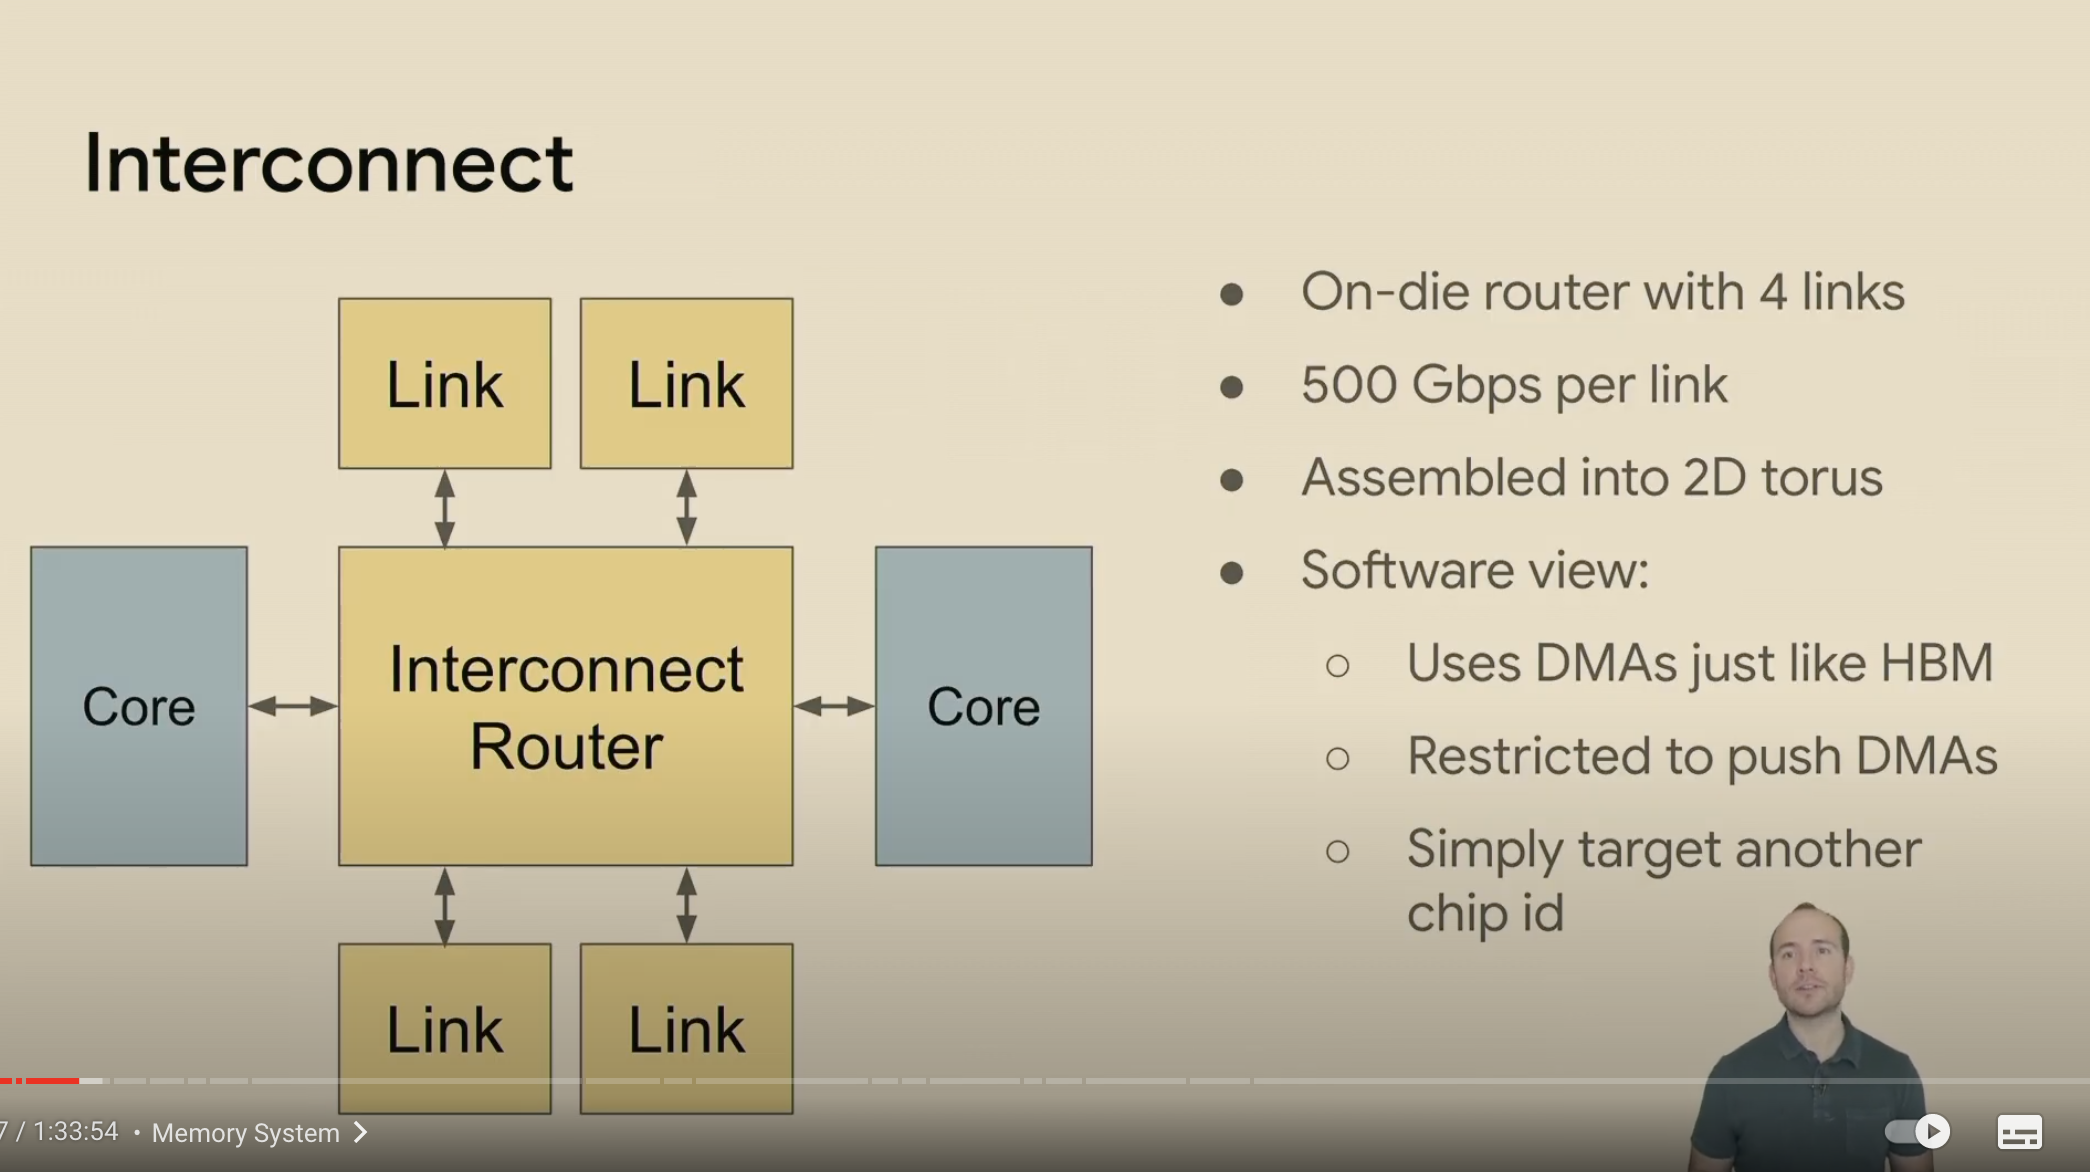 Interconnect
Link
Link
Core
Interconnect
Router
Core
Link
Link
On-die router with 4 links
500 Gbps per link
Assembled into 2D torus
Software view:
Uses DMAs just like HBM
Restricted to push DMAs
Simply target another
chip id
7 / 1:33:54 • Memory System